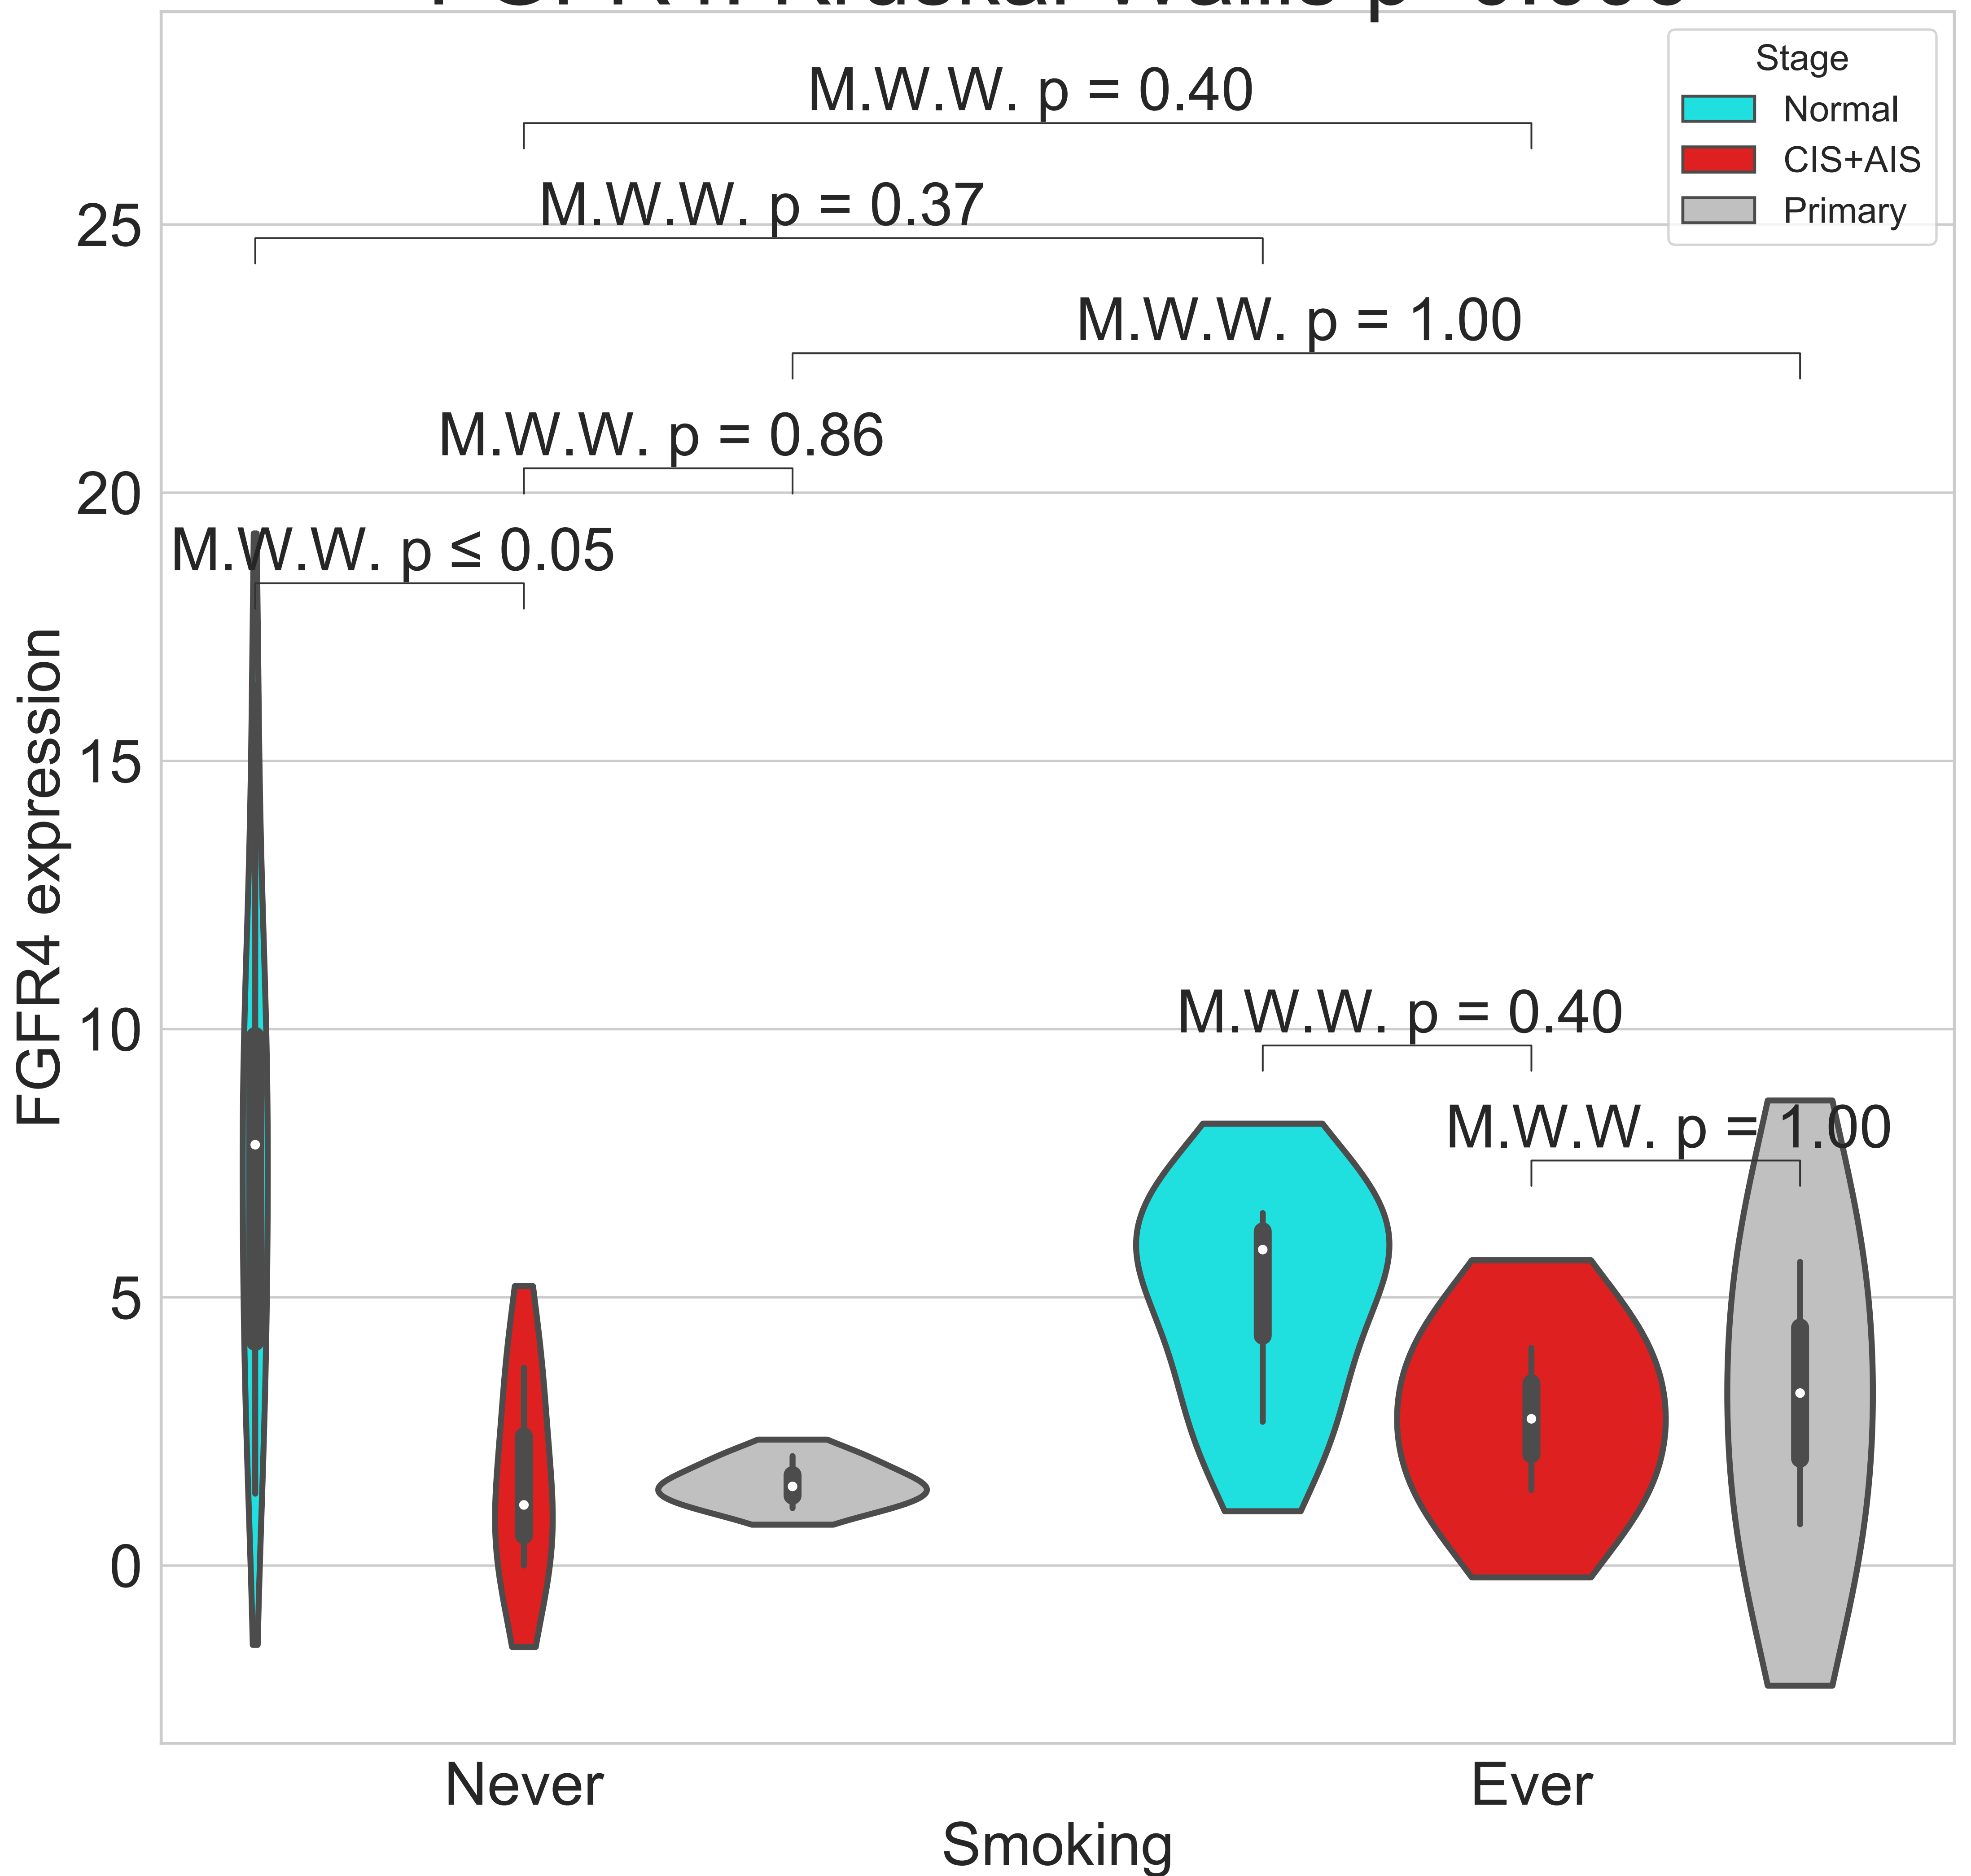 Stage
Normal
CIS+AIS
Primary
M.W.W. p = 0.40
M.W.W. p = 0.37
M.W.W. p = 1.00
M.W.W. p = 0.86
M.W.W. p ≤ 0.05
M.W.W. p = 0.40
M.W.W. p = 1.00
25
20
15
10
5
0
FGFR4 expression
Never
Ever
Smoking